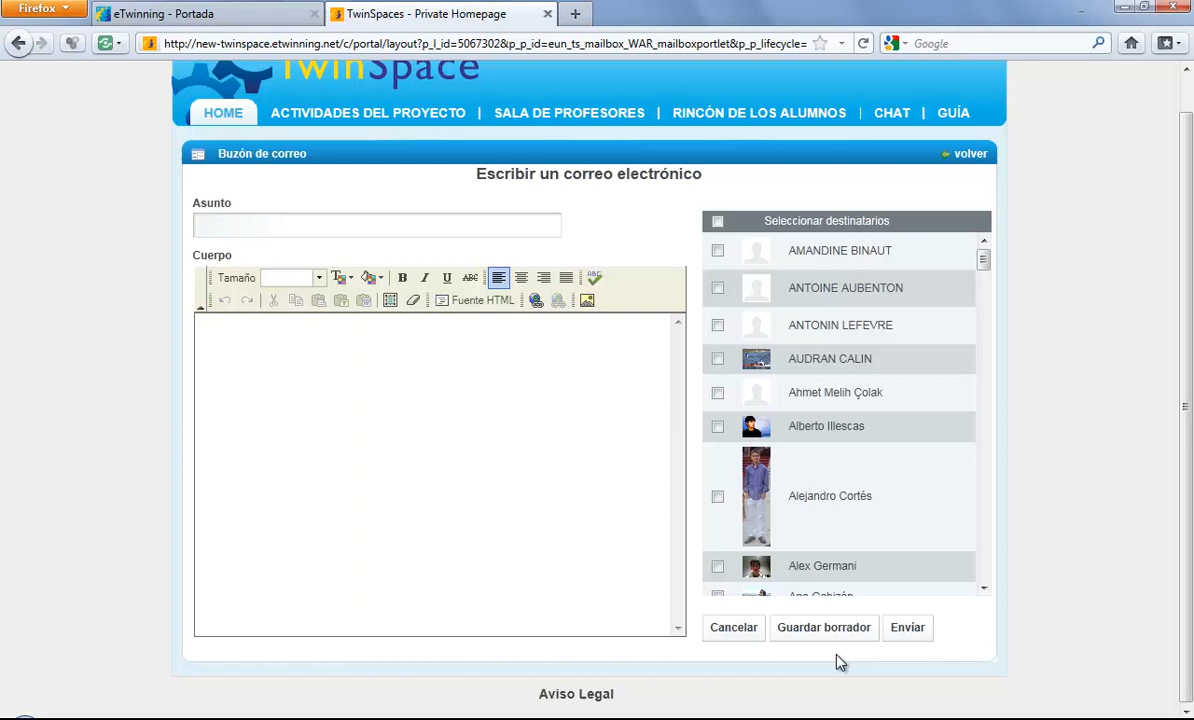 Firefox
eTwinning - Portada
TwinSpaces - Private Homepage
http://new-twinspace.etwinning.net/c/portal/layout?p_l_id=5067302&p_p_id=eun_ts_mailbox_WAR_mailboxportlet&p_p_lifecycle=
Google
TwinSpace
HOME
ACTIVIDADES DEL PROYECTO | SALA DE PROFESORES | RINCÓN DE LOS ALUMNOS | CHAT | GUÍA
Buzón de correo
volver
Escribir un correo electrónico
Asunto
Cuerpo
Tamaño
B I U ABC ABC
Fuente HTML
Seleccionar destinatarios
AMANDINE BINAUT
ANTOINE AUBENTON
ANTONIN LEFEVRE
AUDRAN CALIN
Ahmet Melih Çolak
Alberto Illescas
Alejandro Cortés
Alex Germani
Cancelar
Guardar borrador
Envíar
Aviso Legal